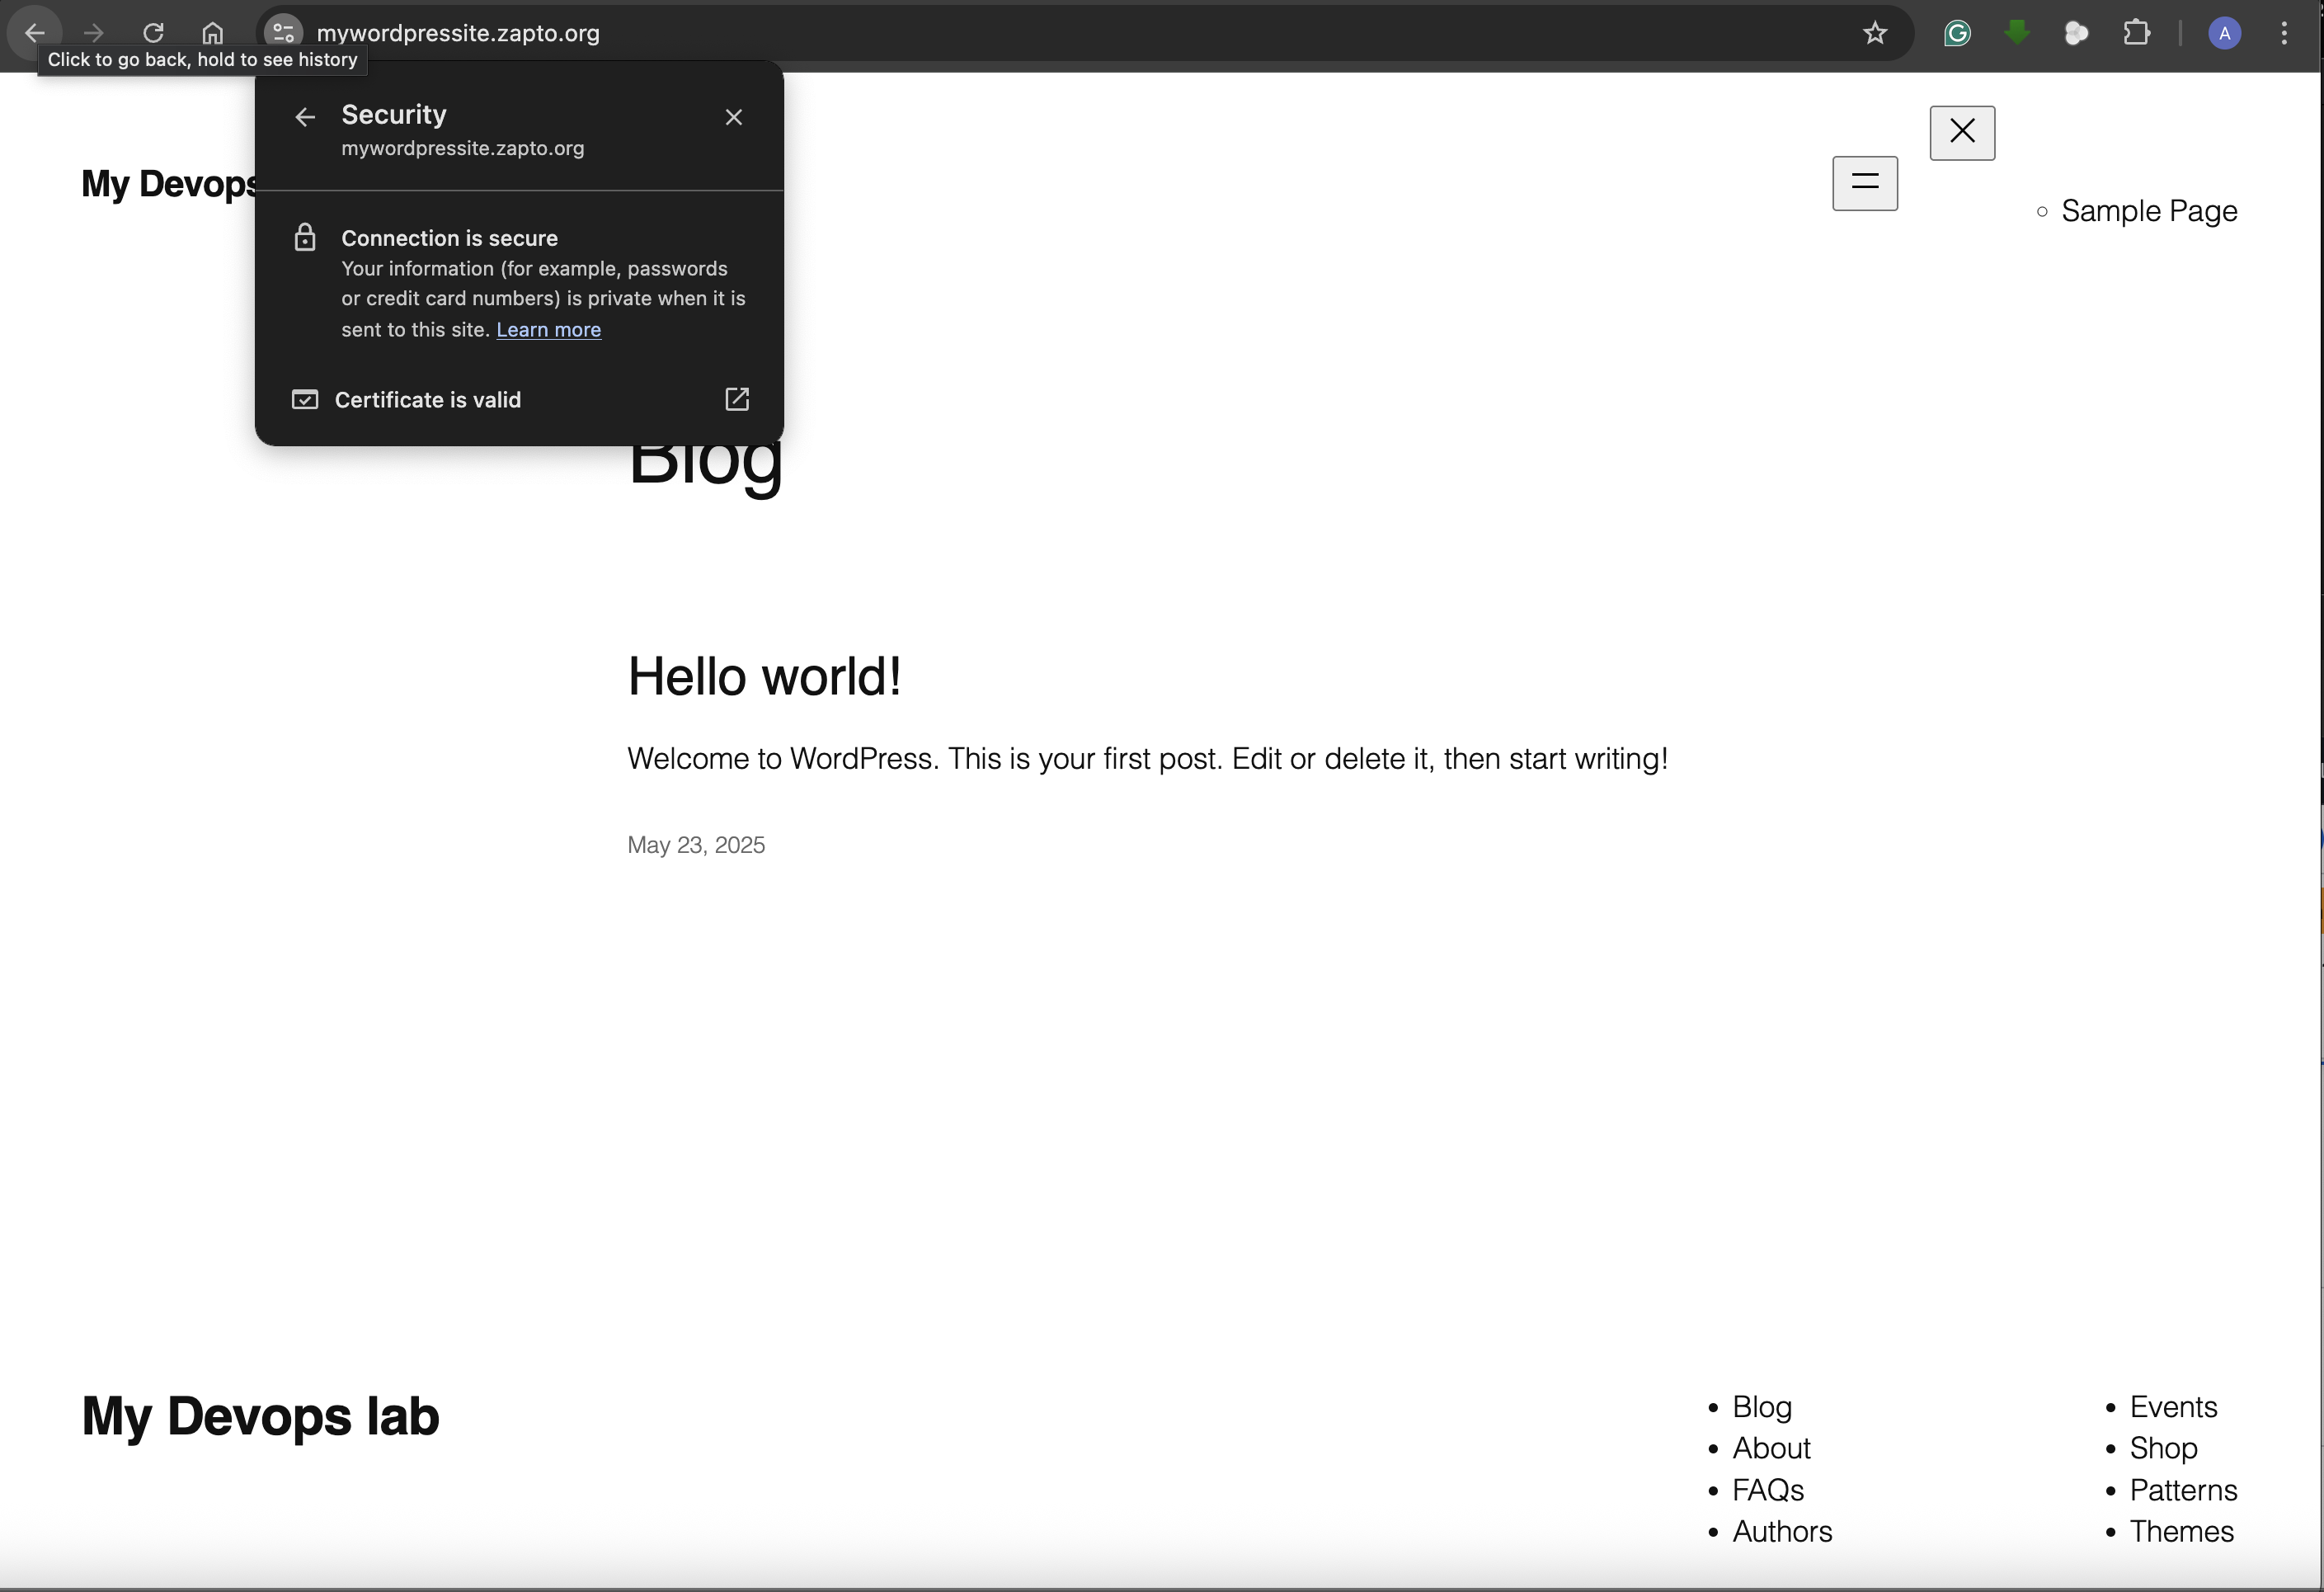 mywordpressite.zapto.org
A
Click to go back, hold to see history
Security
mywordpressite.zapto.org
My Devops
Sample Page
Connection is secure
Your information (for example, passwords
or credit card numbers) is private when it is
sent to this site. Learn more
Certificate is valid
Blog
Hello world!
Welcome to WordPress. This is your first post. Edit or delete it, then start writing!
May 23, 2025
My Devops lab
Blog
About
FAQs
Authors
Events
Shop
Patterns
Themes